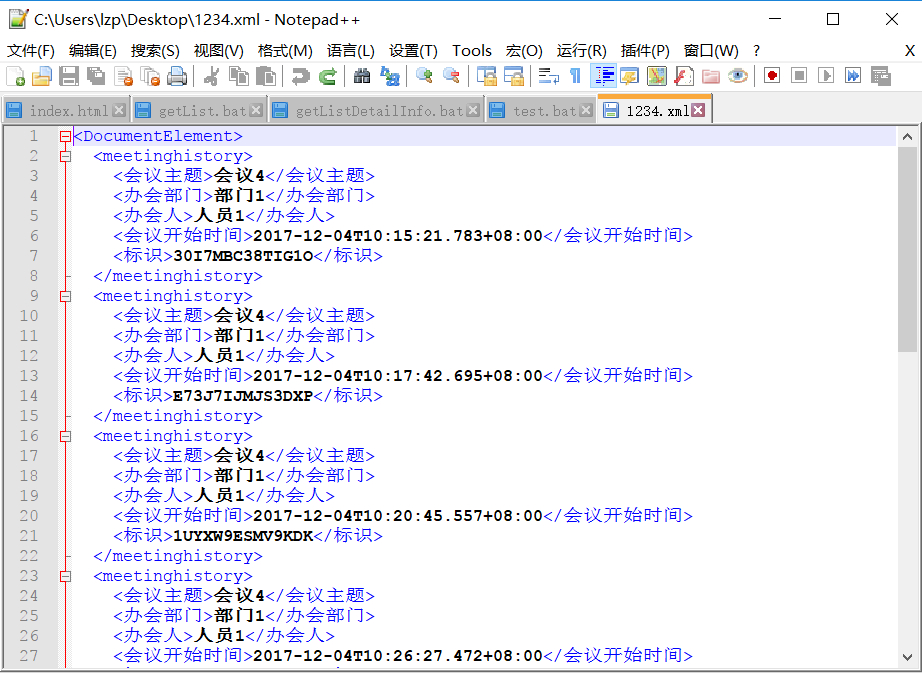 C:\Users\lzp\Desktop\1234.xml - Notepad++
文件(F) 编辑(E) 搜索(S) 视图(V) 格式(M) 语言(L) 设置(T) Tools 宏(O) 运行(R) 插件(P) 窗口(W) ? X
index.html getList.bat getListDetailInfo.bat test.bat 1234.xml
1 <DocumentElement>
2 <meetinghistory>
3 <会议主题>会议4</会议主题>
4 <办会部门>部门1</办会部门>
5 <办会人>人员1</办会人>
6 <会议开始时间>2017-12-04T10:15:21.783+08:00</会议开始时间>
7 <标识>30I7MBC38TIG1O</标识>
8 </meetinghistory>
9 <meetinghistory>
10 <会议主题>会议4</会议主题>
11 <办会部门>部门1</办会部门>
12 <办会人>人员1</办会人>
13 <会议开始时间>2017-12-04T10:17:42.695+08:00</会议开始时间>
14 <标识>E73J7IJMJS3DXP</标识>
15 </meetinghistory>
16 <meetinghistory>
17 <会议主题>会议4</会议主题>
18 <办会部门>部门1</办会部门>
19 <办会人>人员1</办会人>
20 <会议开始时间>2017-12-04T10:20:45.557+08:00</会议开始时间>
21 <标识>1UYXW9ESMV9KDK</标识>
22 </meetinghistory>
23 <meetinghistory>
24 <会议主题>会议4</会议主题>
25 <办会部门>部门1</办会部门>
26 <办会人>人员1</办会人>
27 <会议开始时间>2017-12-04T10:26:27.472+08:00</会议开始时间>